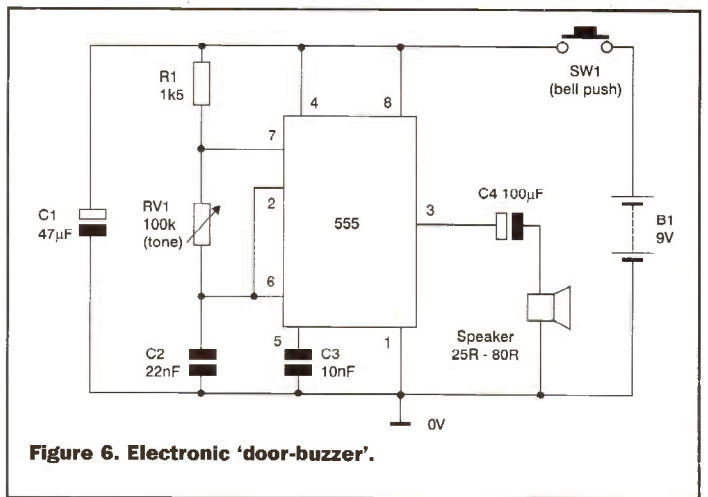 R1
1k5
SW1
(bell push)
4
8
7
C4 100µF
C1
47µF
RV1
100k
(tone)
2
555
3
B1
9V
6
Speaker
25R - 80R
C2
22nF
5
C3
10nF
1
0V
Figure 6. Electronic 'door-buzzer'.